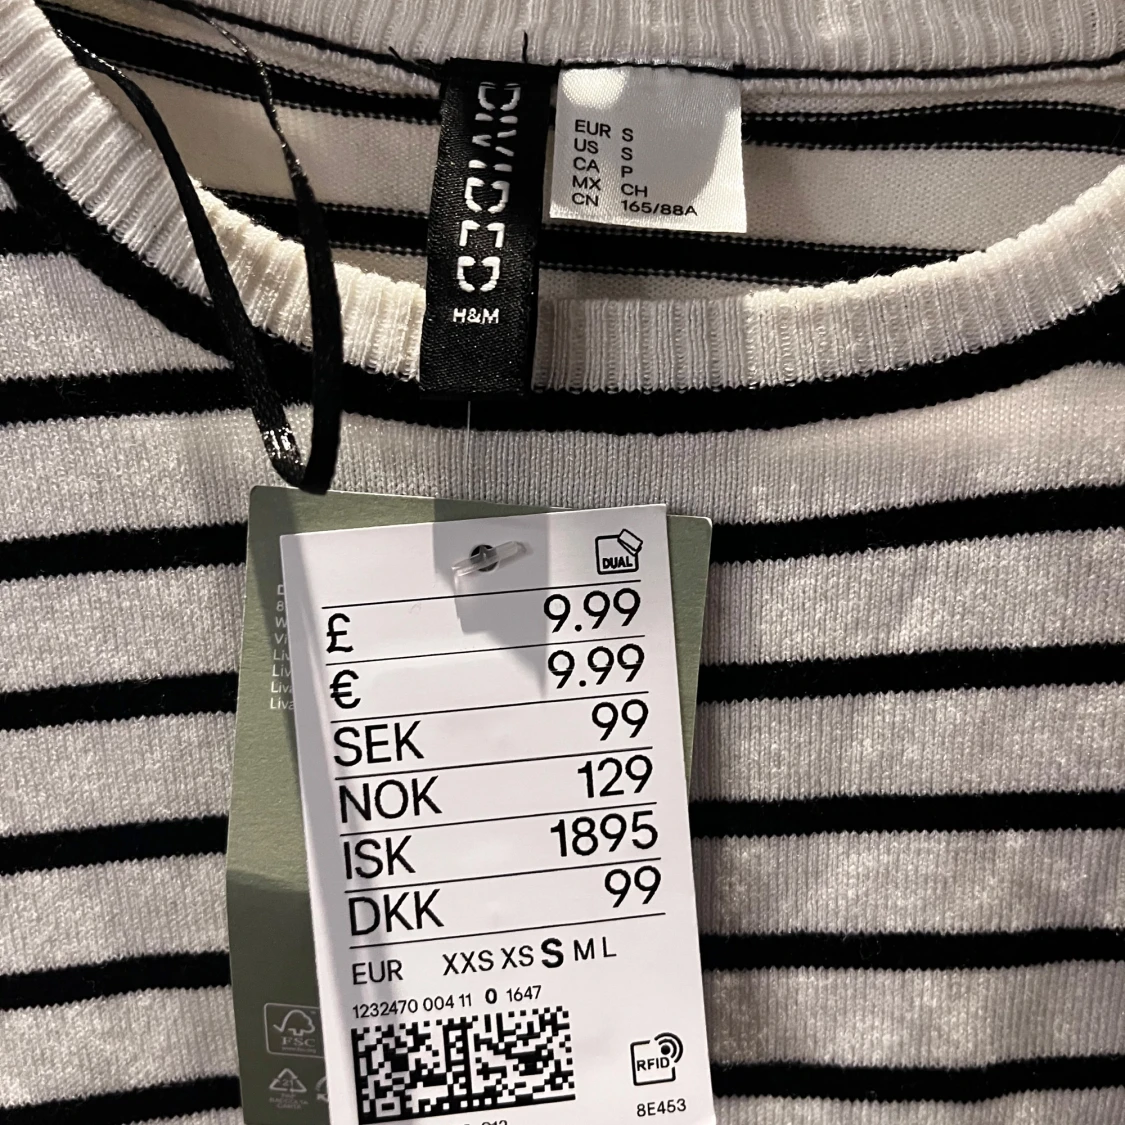 DIVIDED
H&M
EUR S
US S
CA P
MX CH
CN 165/88A
DUAL
£ 9.99
€ 9.99
SEK 99
NOK 129
ISK 1895
DKK 99
EUR XXS XS S M L
1232470 004 11 0 1647
RFID
8E453
FSC